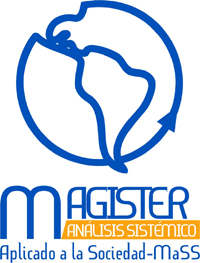 MAGISTER
ANÁLISIS SISTÉMICO
Aplicado a la Sociedad-MaSS